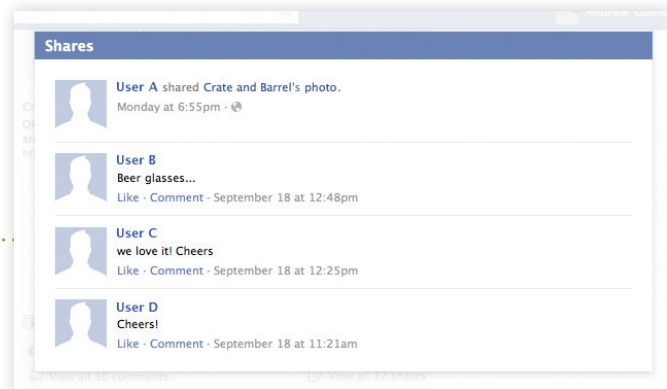 Shares
User A shared Crate and Barrel's photo.
Monday at 6:55pm ·
User B
Beer glasses...
Like · Comment · September 18 at 12:48pm
User C
we love it! Cheers
Like · Comment · September 18 at 12:25pm
User D
Cheers!
Like · Comment · September 18 at 11:21am
View all 10 comments
View all 17 shares